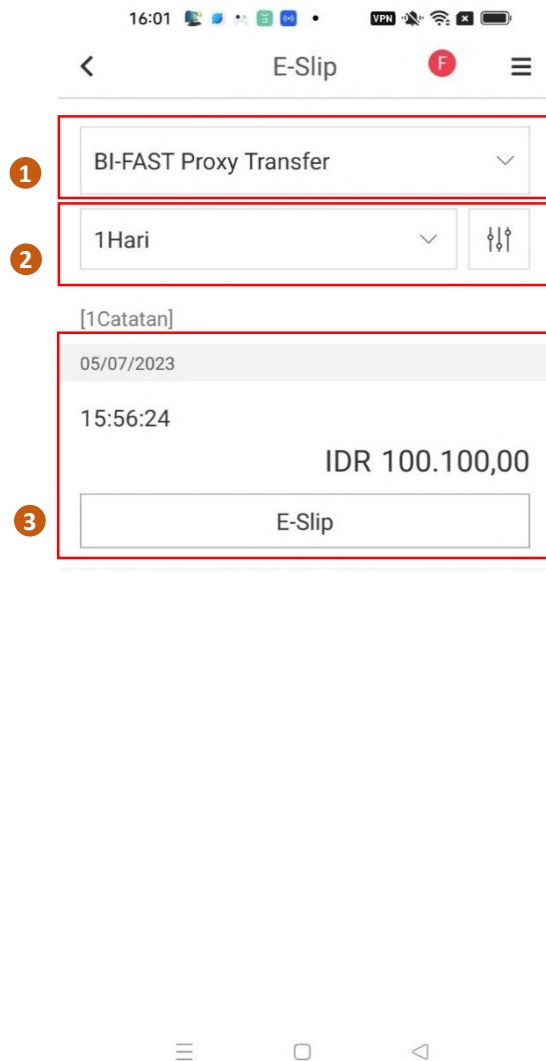 16:01
VPN
E-Slip
F
1
BI-FAST Proxy Transfer
2
1Hari
[1Catatan]
05/07/2023
15:56:24
IDR 100.100,00
3
E-Slip